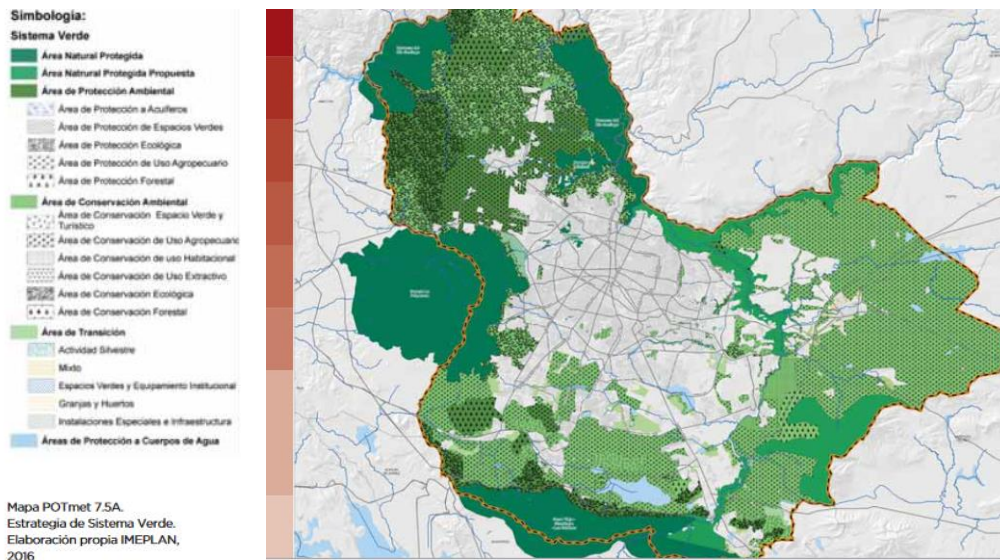 Simbología:
Sistema Verde
Área Natural Protegida
Área Natrural Protegida Propuesta
Área de Protección Ambiental
Área de Protección a Acuíferos
Área de Protección de Espacios Verdes
Área de Protección Ecológica
Área de Protección de Uso Agropecuario
Área de Protección Forestal
Área de Conservación Ambiental
Área de Conservación Espacio Verde y
Turístico
Área de Conservación de Uso Agropecuario
Área de Conservación de uso Habitacional
Área de Conservación de Uso Extractivo
Área de Conservación Ecológica
Área de Conservación Forestal
Área de Transición
Actividad Silvestre
Mixto
Espacios Verdes y Equipamiento Institucional
Granjas y Huertos
Instalaciones Especiales e Infraestructura
Áreas de Protección a Cuerpos de Agua
Mapa POTmet 7.5A.
Estrategia de Sistema Verde.
Elaboración propia IMEPLAN,
2016